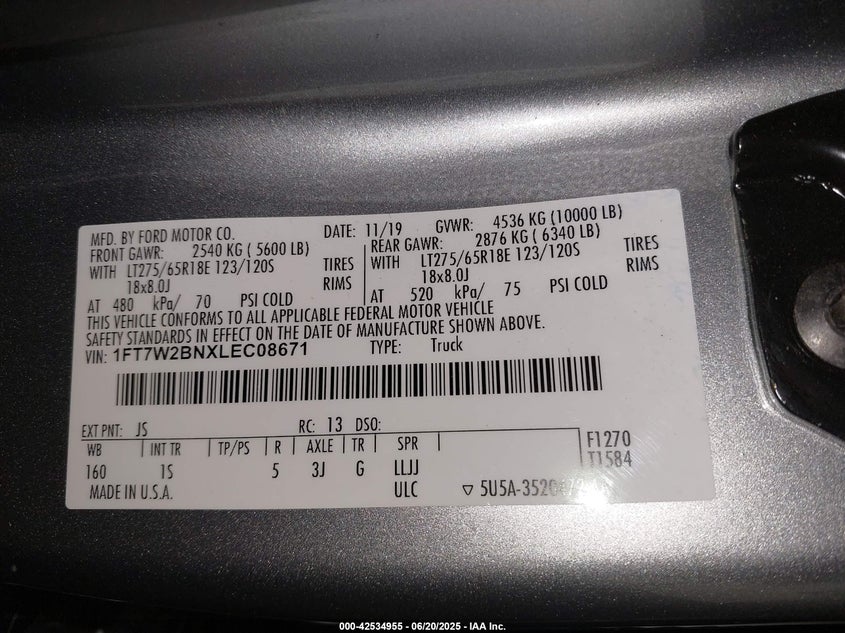 MFD. BY FORD MOTOR CO. DATE: 11/19 GVWR: 4536 KG (10000 LB)
FRONT GAWR: 2540 KG ( 5600 LB) REAR GAWR: 2876 KG ( 6340 LB)
WITH LT275/65R18E 123/120S TIRES WITH LT275/65R18E 123/120S TIRES
18x8.0J RIMS 18x8.0J RIMS
AT 480 kPa/ 70 PSI COLD AT 520 kPa/ 75 PSI COLD
THIS VEHICLE CONFORMS TO ALL APPLICABLE FEDERAL MOTOR VEHICLE
SAFETY STANDARDS IN EFFECT ON THE DATE OF MANUFACTURE SHOWN ABOVE.
VIN: 1FT7W2BNXLEC08671 TYPE: Truck
EXT PNT: JS RC: 13 DSO:
WB INT TR TP/PS R AXLE TR SPR F1270
160 1S 5 3J G LLJJ T1584
MADE IN U.S.A. ULC ▽
000-42534955 - 06/20/2025 - IAA Inc.